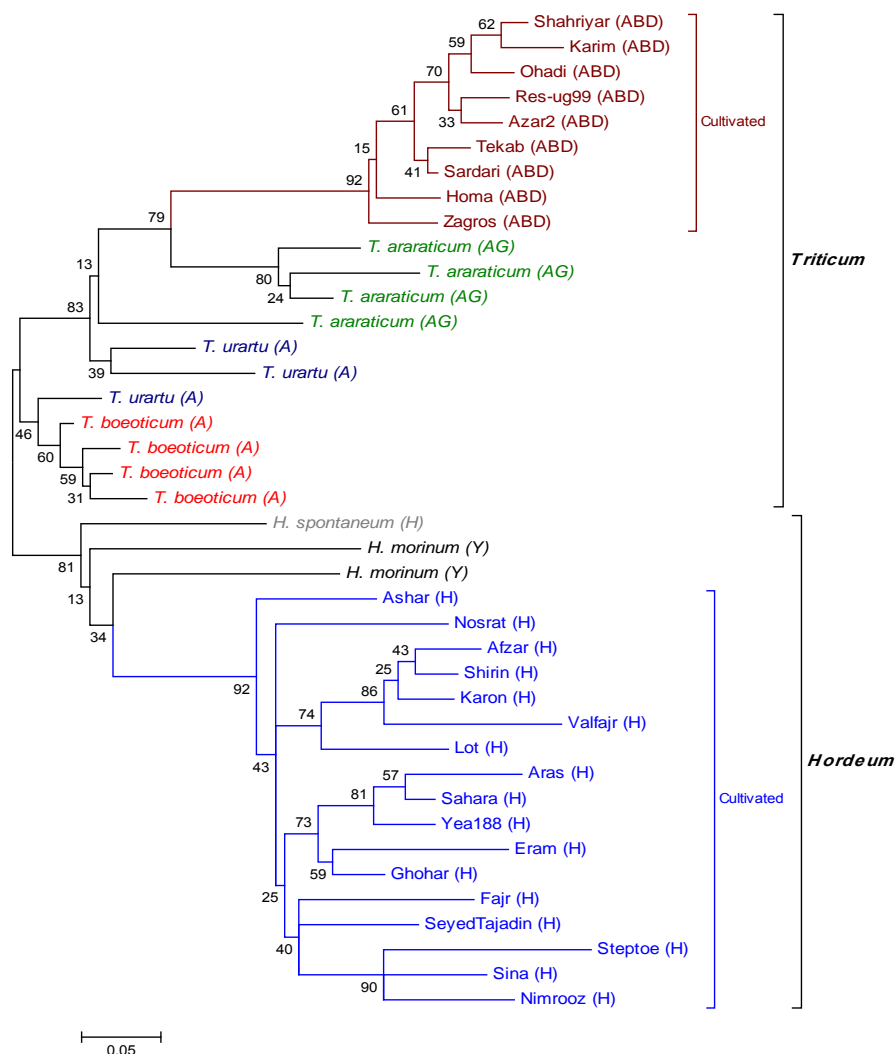 62
Shahriyar (ABD)
59
Karim (ABD)
70
Ohadi (ABD)
61
Res-ug99 (ABD)
33
Azar2 (ABD)
Cultivated
15
Tekab (ABD)
41
Sardari (ABD)
92
Homa (ABD)
79
Zagros (ABD)
T. araraticum (AG)
13
80
T. araraticum (AG)
Triticum
24
T. araraticum (AG)
83
T. araraticum (AG)
T. urartu (A)
39
T. urartu (A)
T. urartu (A)
46
T. boeoticum (A)
60
T. boeoticum (A)
59
T. boeoticum (A)
31
T. boeoticum (A)
H. spontaneum (H)
81
H. morinum (Y)
13
H. morinum (Y)
34
Ashar (H)
92
Nosrat (H)
43
Afzar (H)
25
Shirin (H)
86
Karon (H)
74
Valfajr (H)
43
Lot (H)
Hordeum
57
Aras (H)
81
Sahara (H)
Cultivated
73
Yea188 (H)
59
Eram (H)
25
Ghohar (H)
Fajr (H)
40
SeyedTajadin (H)
Steptoe (H)
90
Sina (H)
Nimrooz (H)
0.05